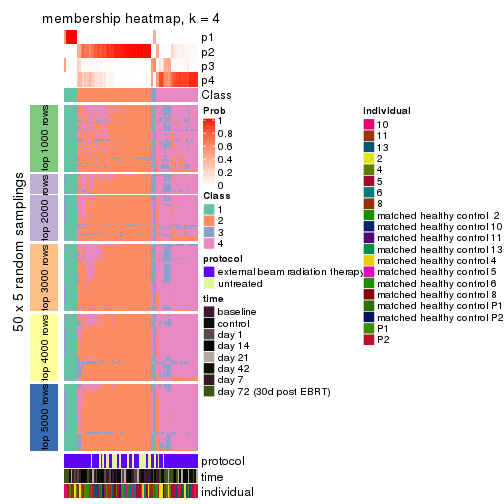 membership heatmap, k = 4
p1
p2
p3
p4
Class
50 x 5 random samplings
top 1000 rows
top 2000 rows
top 3000 rows
top 4000 rows
top 5000 rows
protocol
time
individual
Prob
1
0.8
0.6
0.4
0.2
0
Class
1
2
3
4
protocol
external beam radiation therapy
untreated
time
baseline
control
day 1
day 14
day 21
day 42
day 7
day 72 (30d post EBRT)
individual
10
11
13
2
4
5
6
8
matched healthy control 2
matched healthy control 10
matched healthy control 11
matched healthy control 13
matched healthy control 4
matched healthy control 5
matched healthy control 6
matched healthy control 8
matched healthy control P1
matched healthy control P2
P1
P2